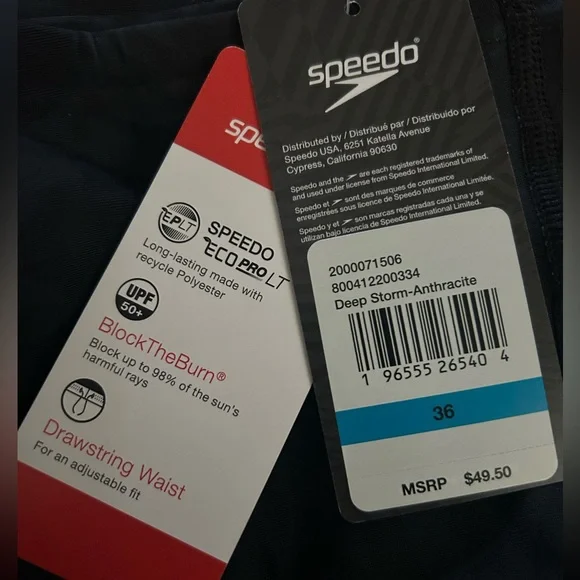 spe
EPLT
SPEEDO
ECO PRO LT
Long-lasting made with
recycle Polyester
UPF
50+
BlockTheBurn®
Block up to 98% of the sun's
harmful rays
Drawstring Waist
For an adjustable fit
speedo
Distributed by / Distribué par / Distribuido por
Speedo USA, 6251 Katella Avenue
Cypress, California 90630
Speedo and the are each registered trademarks of
and used under license from Speedo International Limited.
Speedo et sont des marques de commerce
enregistrées sous licence de Speedo International Limited.
Speedo y el son marcas registradas cada una y se
utilizan bajo licencia de Speedo International Limited.
2000071506
800412200334
Deep Storm-Anthracite
1 96555 26540 4
36
MSRP $49.50